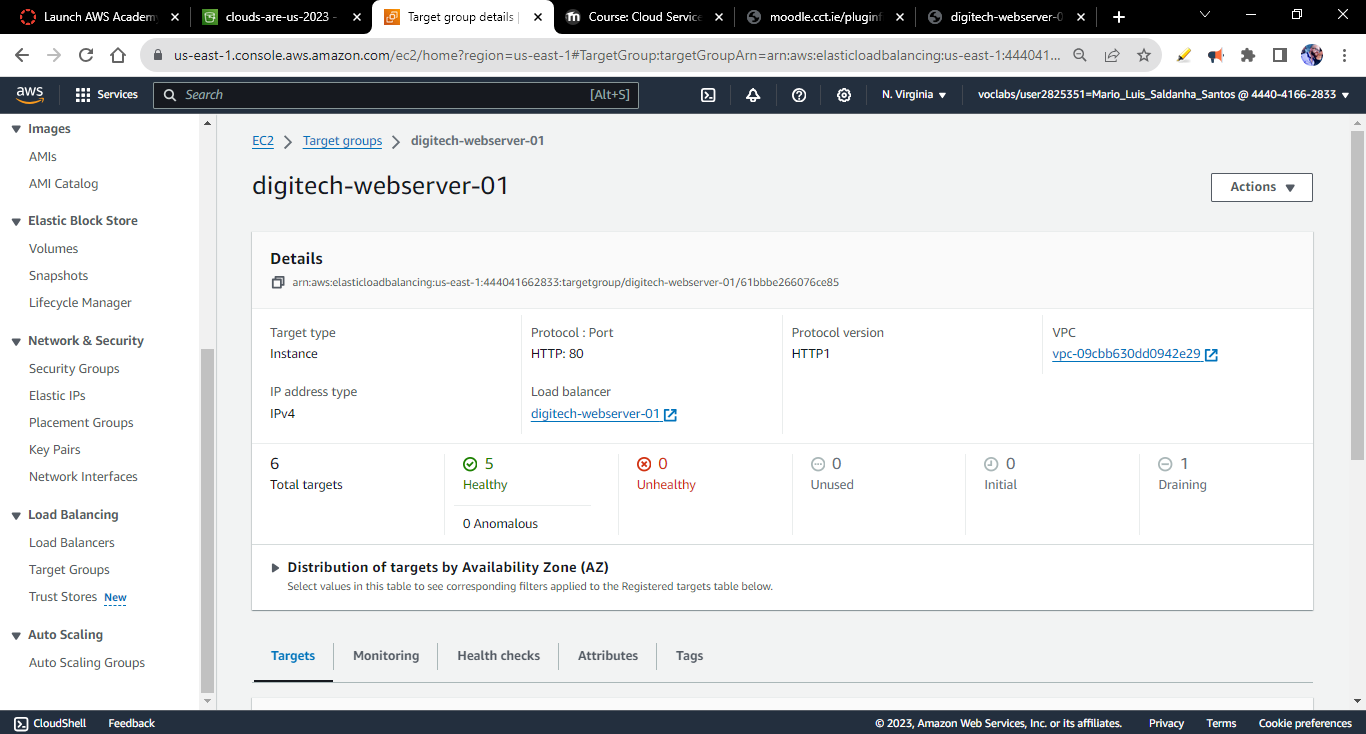 Launch AWS Academy
clouds-are-us-2023 -
Target group details |
Course: Cloud Service
moodle.cct.ie/pluginf
digitech-webserver-0
us-east-1.console.aws.amazon.com/ec2/home?region=us-east-1#TargetGroup:targetGroupArn=arn:aws:elasticloadbalancing:us-east-1:444041...
aws
Services
Search
[Alt+S]
N. Virginia
voclabs/user2825351=Mario_Luis_Saldanha_Santos @ 4440-4166-2833
Images
AMIs
AMI Catalog
Elastic Block Store
Volumes
Snapshots
Lifecycle Manager
Network & Security
Security Groups
Elastic IPs
Placement Groups
Key Pairs
Network Interfaces
Load Balancing
Load Balancers
Target Groups
Trust Stores New
Auto Scaling
Auto Scaling Groups
EC2 > Target groups > digitech-webserver-01
digitech-webserver-01
Actions
Details
arn:aws:elasticloadbalancing:us-east-1:444041662833:targetgroup/digitech-webserver-01/61bbbe266076ce85
Target type
Instance
Protocol : Port
HTTP: 80
Protocol version
HTTP1
VPC
vpc-09cbb630dd0942e29
IP address type
IPv4
Load balancer
digitech-webserver-01
6
Total targets
5
Healthy
0 Anomalous
0
Unhealthy
0
Unused
0
Initial
1
Draining
Distribution of targets by Availability Zone (AZ)
Select values in this table to see corresponding filters applied to the Registered targets table below.
Targets
Monitoring
Health checks
Attributes
Tags
CloudShell
Feedback
© 2023, Amazon Web Services, Inc. or its affiliates.
Privacy
Terms
Cookie preferences